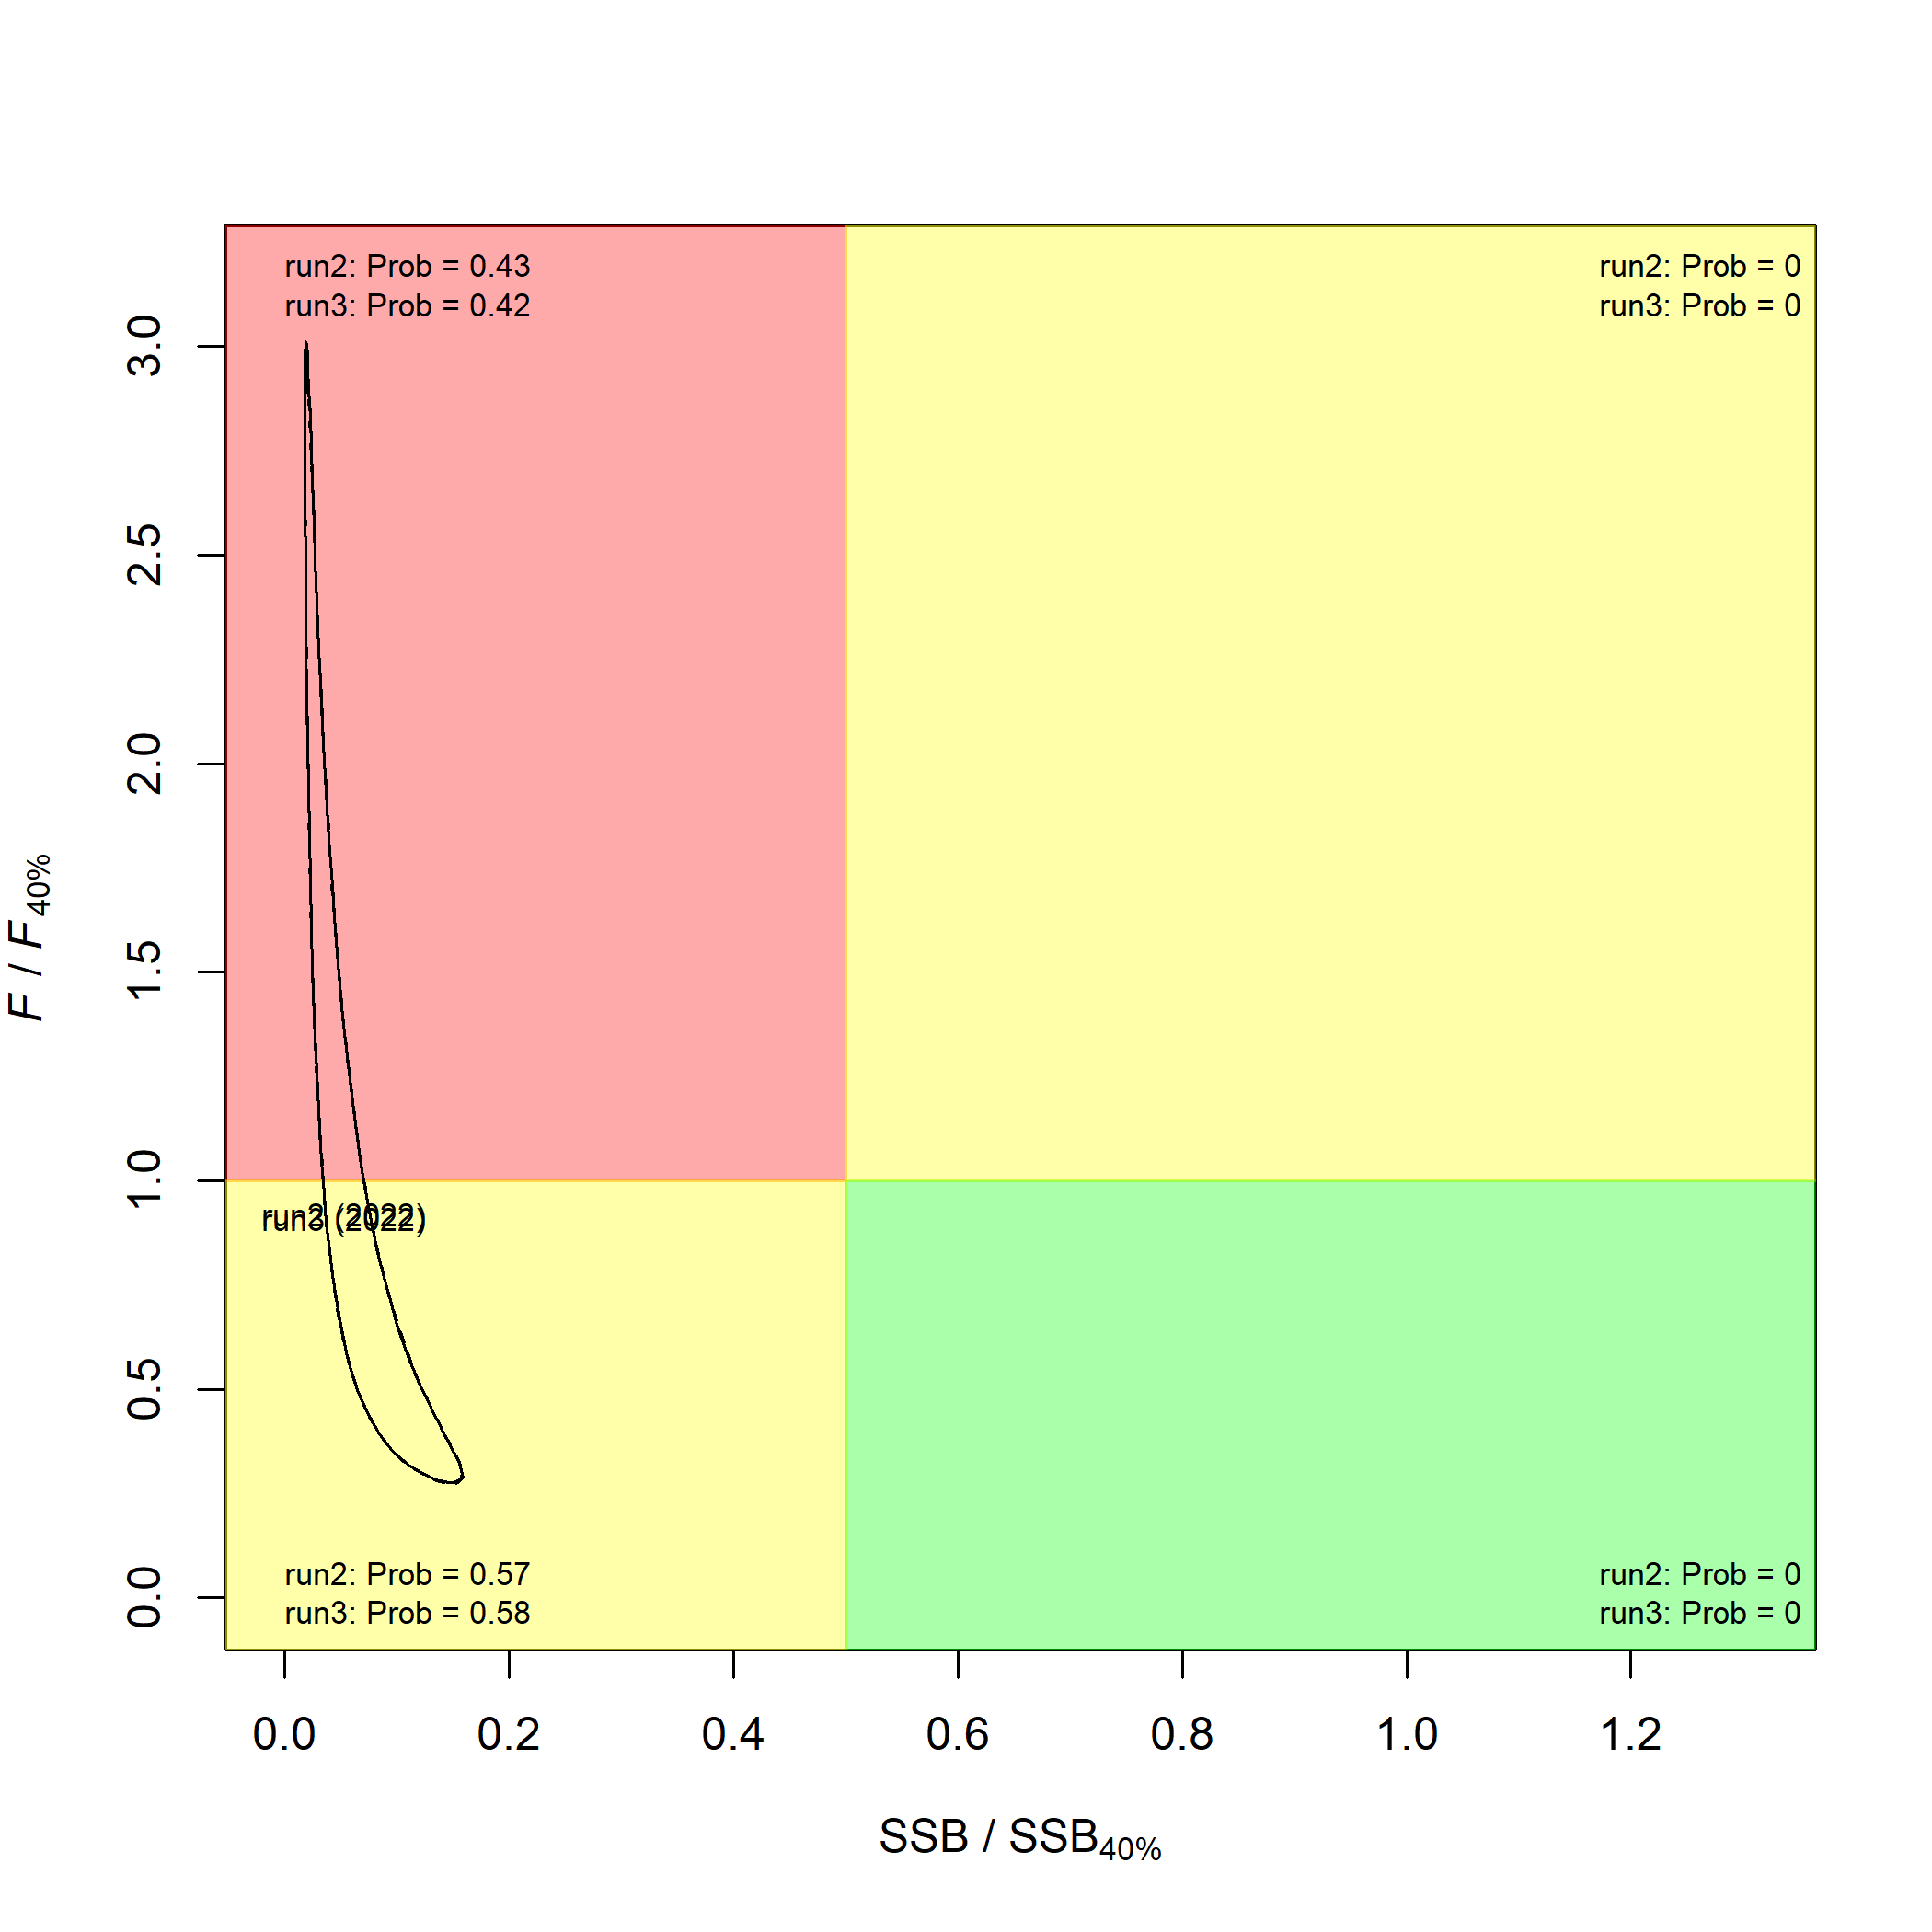 run2: Prob = 0.43
run3: Prob = 0.42
run2: Prob = 0
run3: Prob = 0
3.0
2.5
2.0
1.5
1.0
0.5
0.0
F / F40%
run2 (2022)
run3 (2022)
run2: Prob = 0.57
run3: Prob = 0.58
run2: Prob = 0
run3: Prob = 0
0.0 0.2 0.4 0.6 0.8 1.0 1.2
SSB / SSB40%